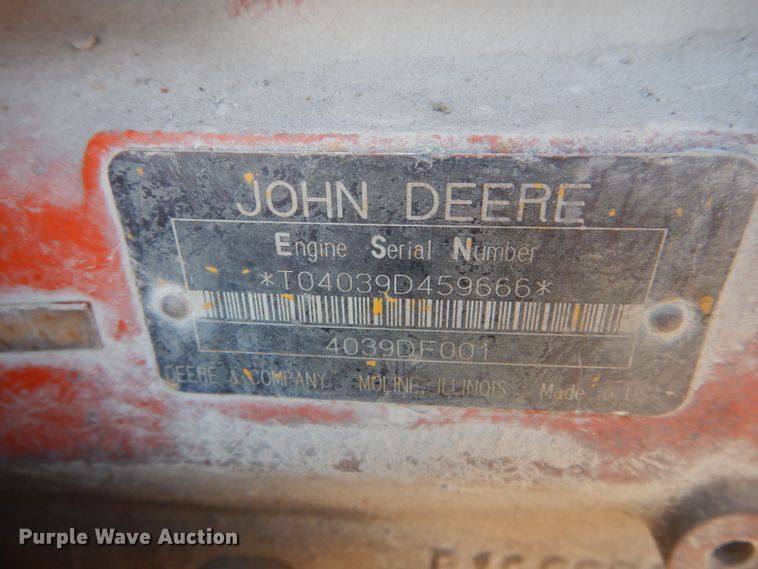 JOHN DEERE
Engine Serial Number
*T04039D459666*
4039DF001
DEERE & COMPANY, MOLINE, ILLINOIS Made in
Purple Wave Auction